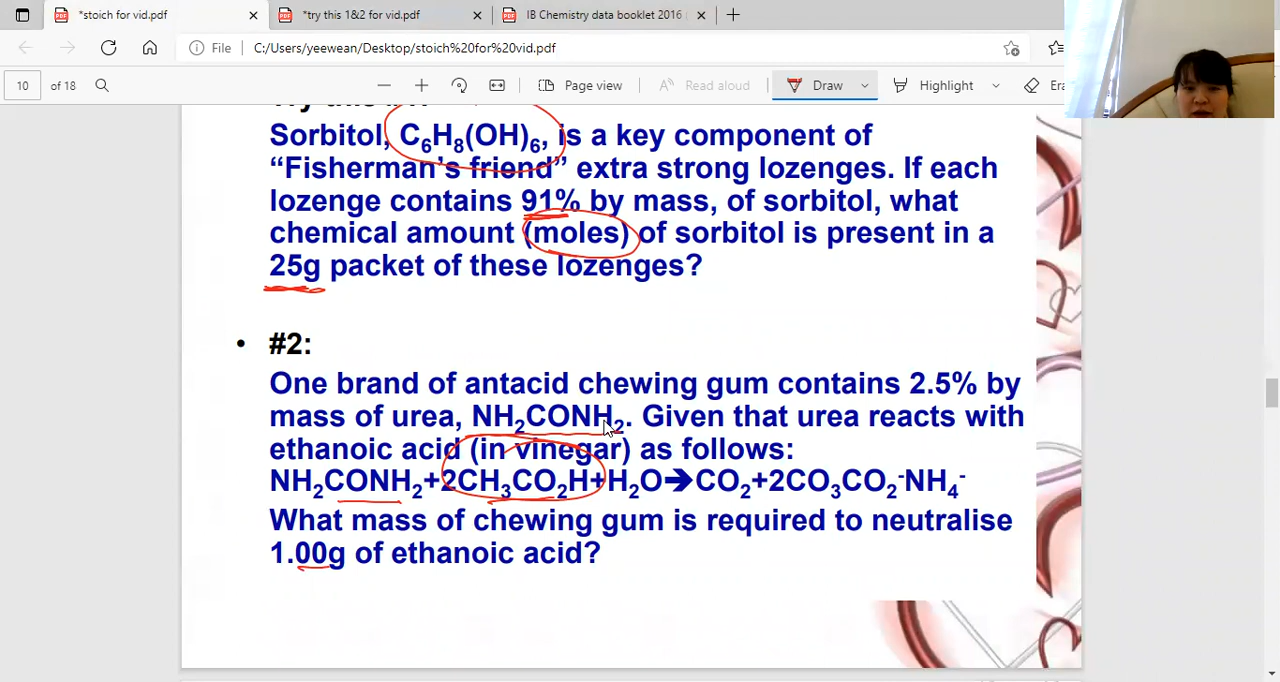 *stoich for vid.pdf
*try this 1&2 for vid.pdf
IB Chemistry data booklet 2016
File
C:/Users/yeewean/Desktop/stoich%20for%20vid.pdf
10 of 18
Page view
Read aloud
Draw
Highlight
Era
Sorbitol, C₆H₈(OH)₆, is a key component of
“Fisherman’s friend” extra strong lozenges. If each
lozenge contains 91% by mass, of sorbitol, what
chemical amount (moles) of sorbitol is present in a
25g packet of these lozenges?
• #2:
One brand of antacid chewing gum contains 2.5% by
mass of urea, NH₂CONH₂. Given that urea reacts with
ethanoic acid (in vinegar) as follows:
NH₂CONH₂+2CH₃CO₂H+H₂O➔CO₂+2CO₃CO₂⁻NH₄⁻
What mass of chewing gum is required to neutralise
1.00g of ethanoic acid?